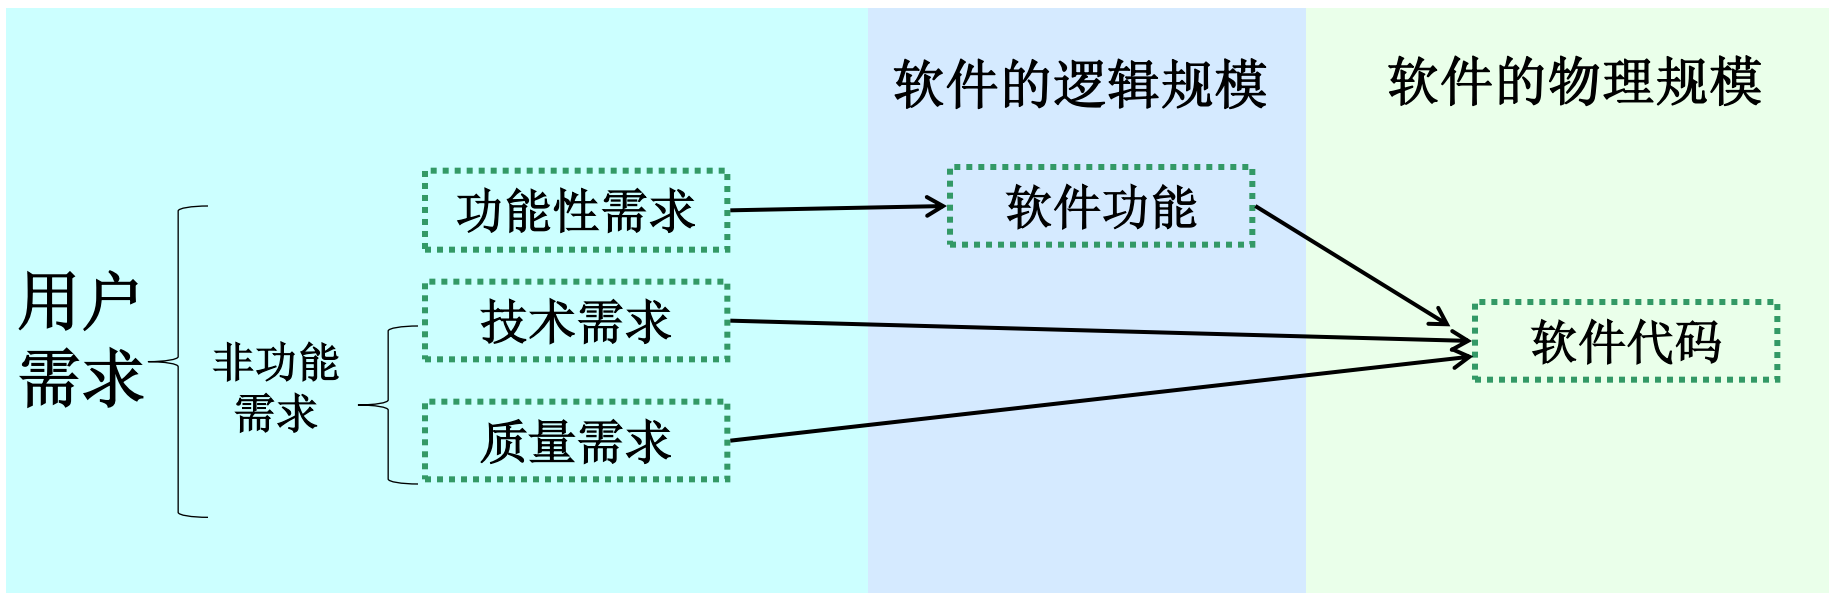 软件的逻辑规模
软件的物理规模
功能性需求
软件功能
用户
需求
非功能
需求
技术需求
软件代码
质量需求